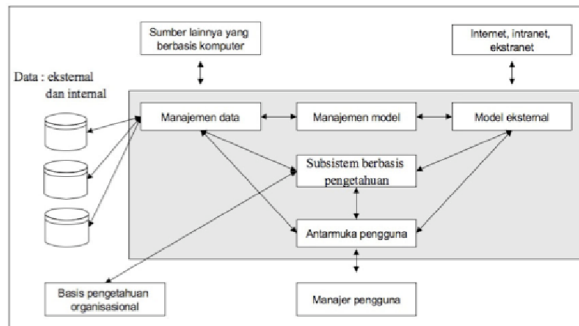 Sumber lainnya yang
berbasis komputer
Internet, intranet,
ekstranet
Data : eksternal
dan internal
Manajemen data
Manajemen model
Model eksternal
Subsistem berbasis
pengetahuan
Antarmuka pengguna
Basis pengetahuan
organisasional
Manajer pengguna